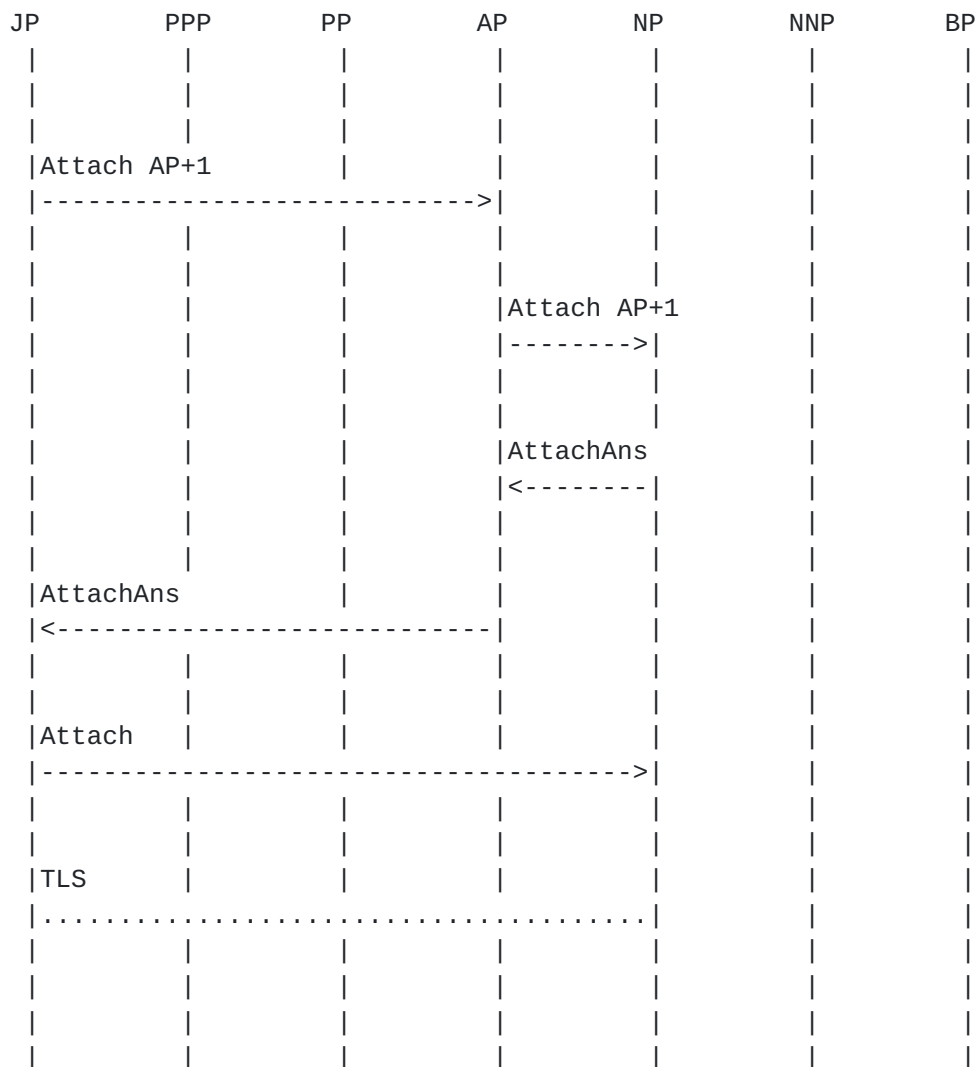 JP PPP PP AP NP NNP BP
Attach AP+1
Attach AP+1
AttachAns
AttachAns
Attach
TLS